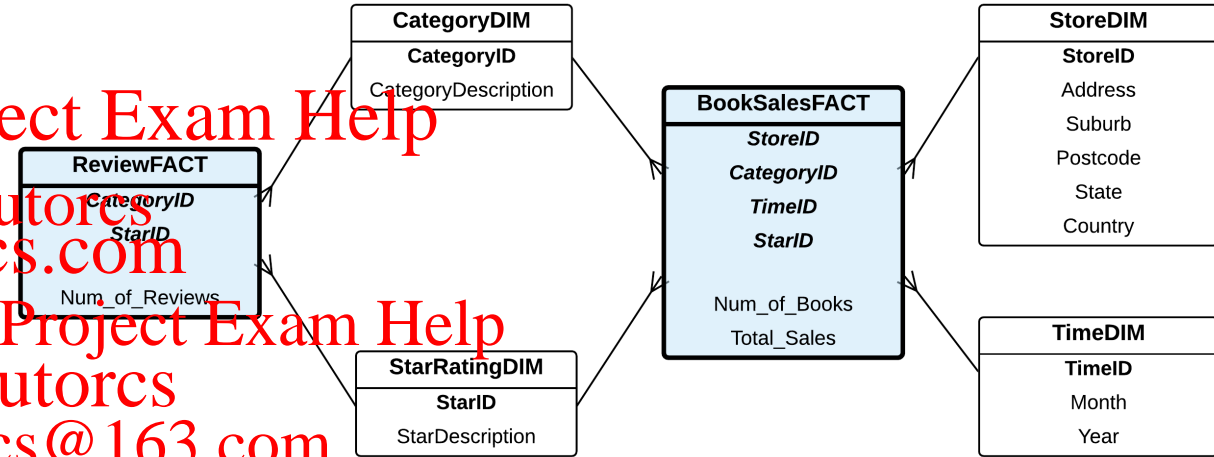 CategoryDIM
CategoryID
CategoryDescription
ReviewFACT
CategoryID
StarID
Num_of_Reviews
StarRatingDIM
StarID
StarDescription
BookSalesFACT
StoreID
CategoryID
TimeID
StarID
Num_of_Books
Total_Sales
StoreDIM
StoreID
Address
Suburb
Postcode
State
Country
TimeDIM
TimeID
Month
Year
ect Exam Help
utorcs
cs.com
Project Exam Help
utorcs
cs@163.com